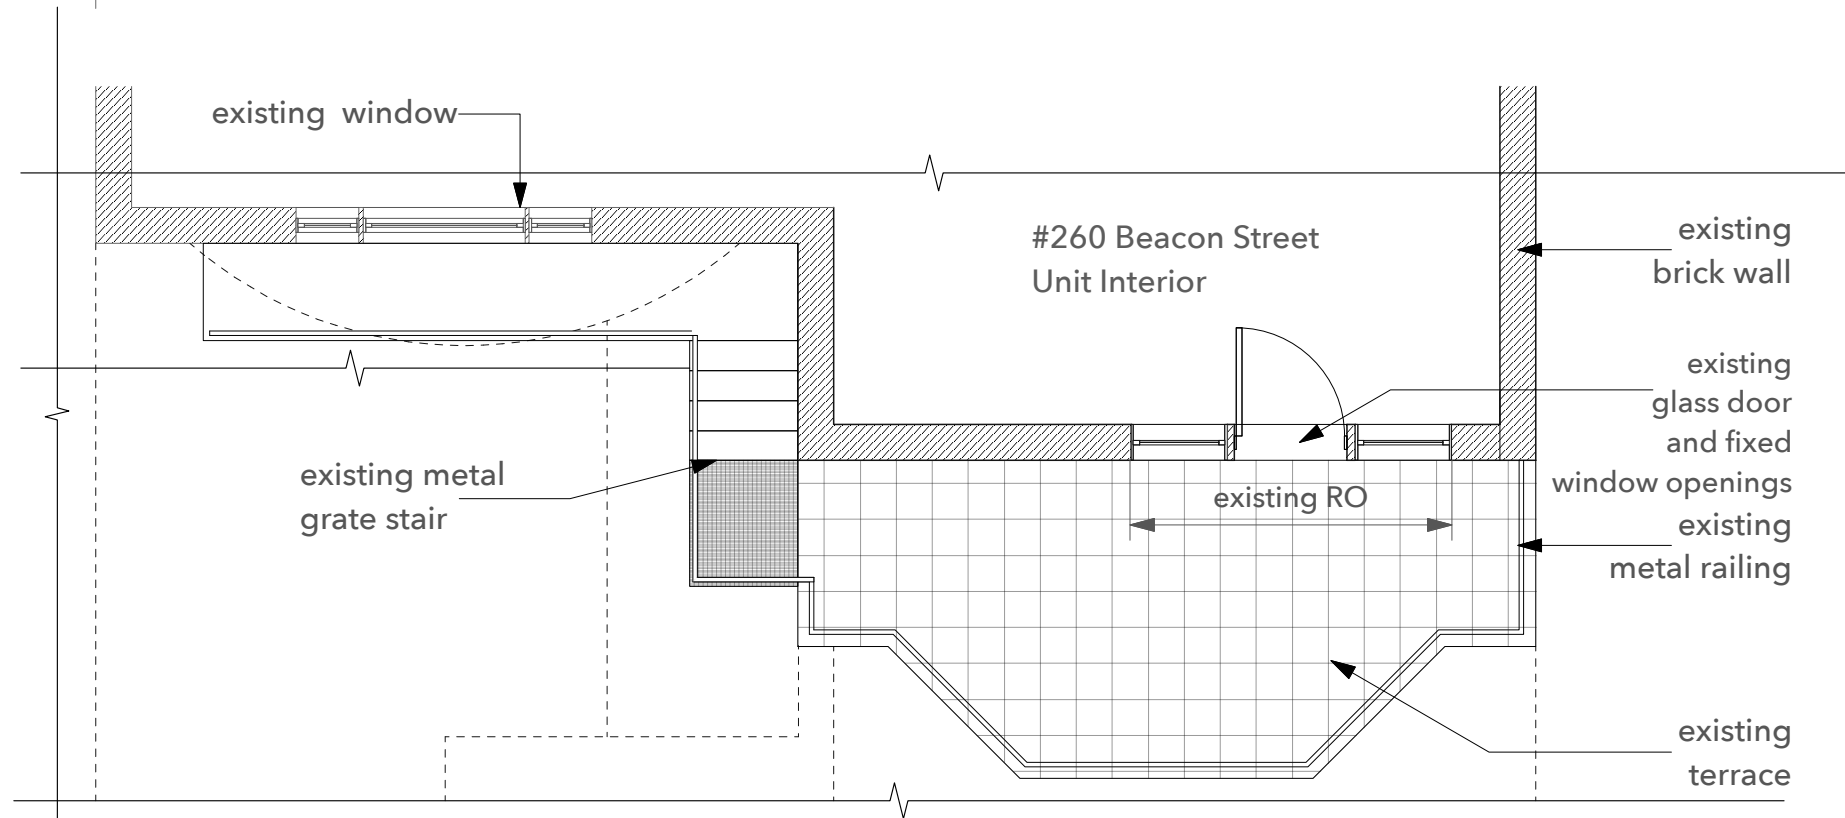 existing window
#260 Beacon Street
Unit Interior
existing
brick wall
existing
glass door
and fixed
window openings
existing metal
grate stair
existing RO
existing
metal railing
existing
terrace